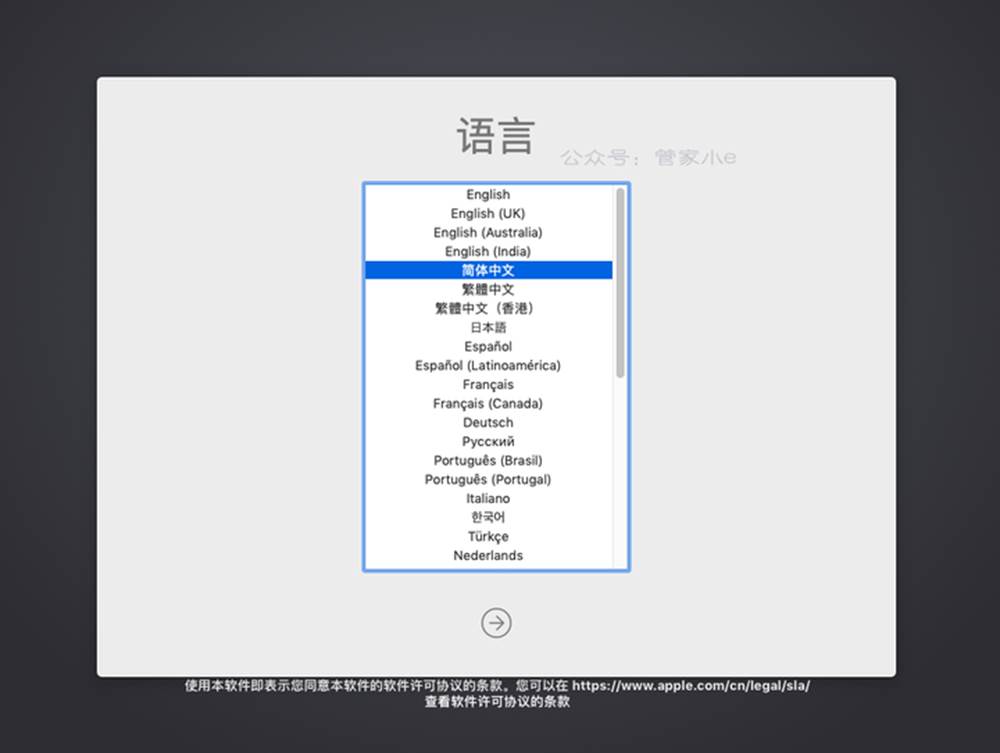 语言
公众号：管家小e
English
English (UK)
English (Australia)
English (India)
简体中文
繁體中文
繁體中文（香港）
日本語
Español
Español (Latinoamérica)
Français
Français (Canada)
Deutsch
Русский
Português (Brasil)
Português (Portugal)
Italiano
한국어
Türkçe
Nederlands
使用本软件即表示您同意本软件的软件许可协议的条款。您可以在 https://www.apple.com/cn/legal/sla/
查看软件许可协议的条款